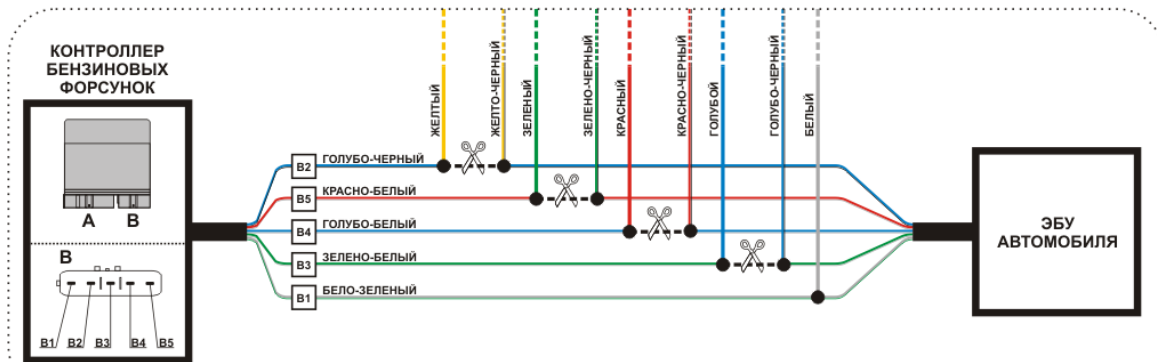 КОНТРОЛЛЕР
БЕНЗИНОВЫХ
ФОРСУНОК
A B
B
B1 B2 B3 B4 B5
ЖЕЛТЫЙ
ЖЕЛТО-ЧЕРНЫЙ
ЗЕЛЕНЫЙ
ЗЕЛЕНО-ЧЕРНЫЙ
КРАСНЫЙ
КРАСНО-ЧЕРНЫЙ
ГОЛУБОЙ
ГОЛУБО-ЧЕРНЫЙ
БЕЛЫЙ
B2 ГОЛУБО-ЧЕРНЫЙ
B5 КРАСНО-БЕЛЫЙ
B4 ГОЛУБО-БЕЛЫЙ
B3 ЗЕЛЕНО-БЕЛЫЙ
B1 БЕЛО-ЗЕЛЕНЫЙ
ЭБУ
АВТОМОБИЛЯ